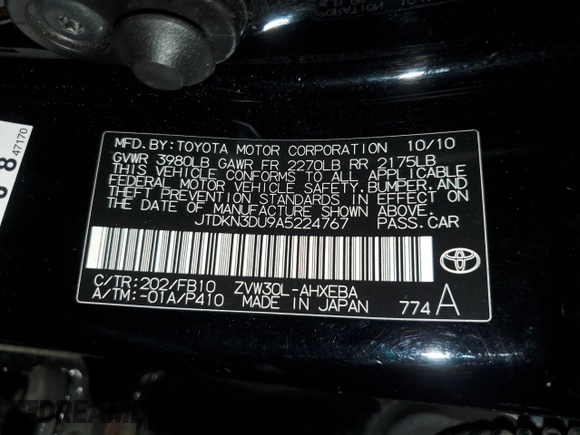 MFD.BY:TOYOTA MOTOR CORPORATION 10/10
GVWR 3980LB GAWR FR 2270LB RR 2175LB
THIS VEHICLE CONFORMS TO ALL APPLICABLE
FEDERAL MOTOR VEHICLE SAFETY,BUMPER,AND
THEFT PREVENTION STANDARDS IN EFFECT ON
THE DATE OF MANUFACTURE SHOWN ABOVE.
JTDKN3DU9A5224767 PASS.CAR
C/TR:202/FB10 ZVW30L-AHXEBA
A/TM:-01A/P410 MADE IN JAPAN 774A
47170